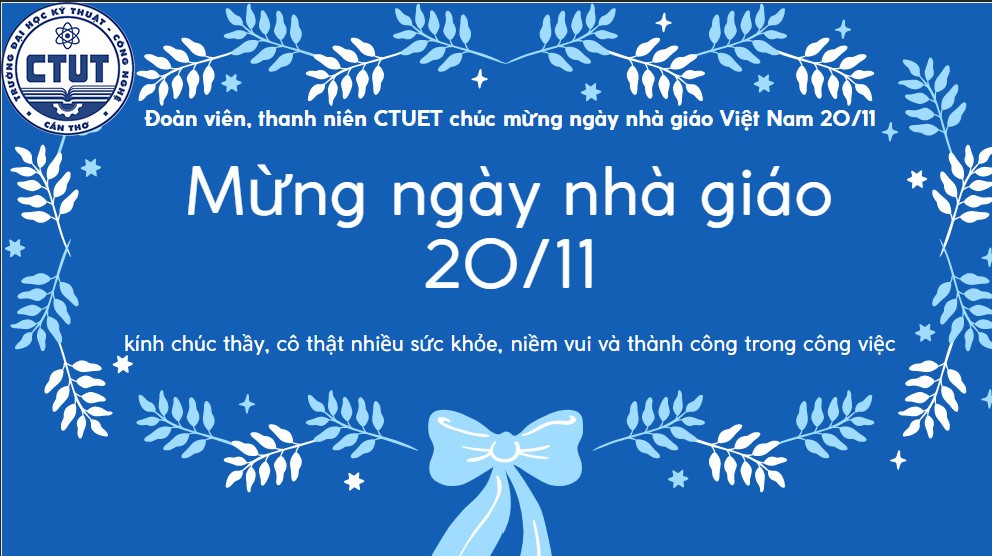 TRƯỜNG ĐẠI HỌC KỸ THUẬT - CÔNG NGHỆ
CTUT
CẦN THƠ
Đoàn viên, thanh niên CTUET chúc mừng ngày nhà giáo Việt Nam 20/11
Mừng ngày nhà giáo
20/11
kính chúc thầy, cô thật nhiều sức khỏe, niềm vui và thành công trong công việc